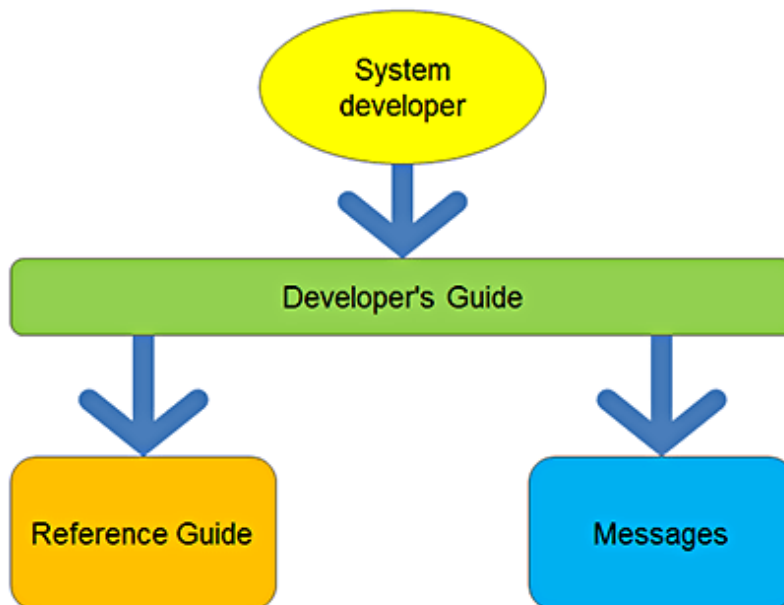 System
developer
Developer's Guide
Reference Guide
Messages